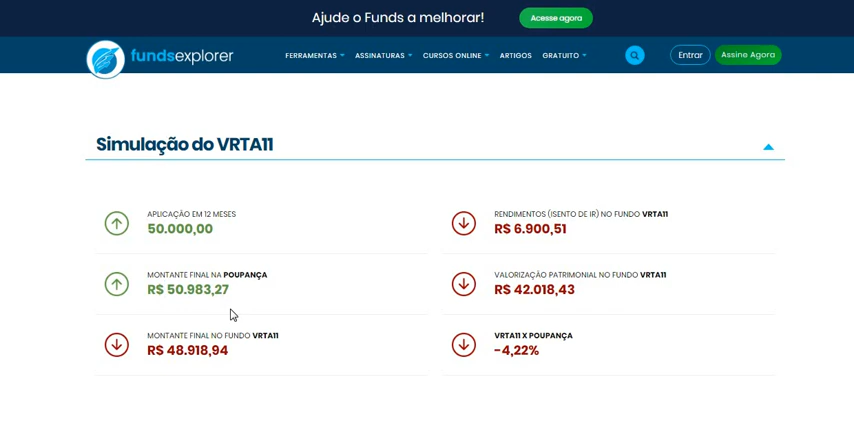 Ajude o Funds a melhorar!
Acesse agora
fundsexplorer
FERRAMENTAS
ASSINATURAS
CURSOS ONLINE
ARTIGOS
GRATUITO
Entrar
Assine Agora
Simulação do VRTA11
APLICAÇÃO EM 12 MESES
50.000,00
RENDIMENTOS (ISENTO DE IR) NO FUNDO VRTA11
R$ 6.900,51
MONTANTE FINAL NA POUPANÇA
R$ 50.983,27
VALORIZAÇÃO PATRIMONIAL NO FUNDO VRTA11
R$ 42.018,43
MONTANTE FINAL NO FUNDO VRTA11
R$ 48.918,94
VRTA11 X POUPANÇA
-4,22%